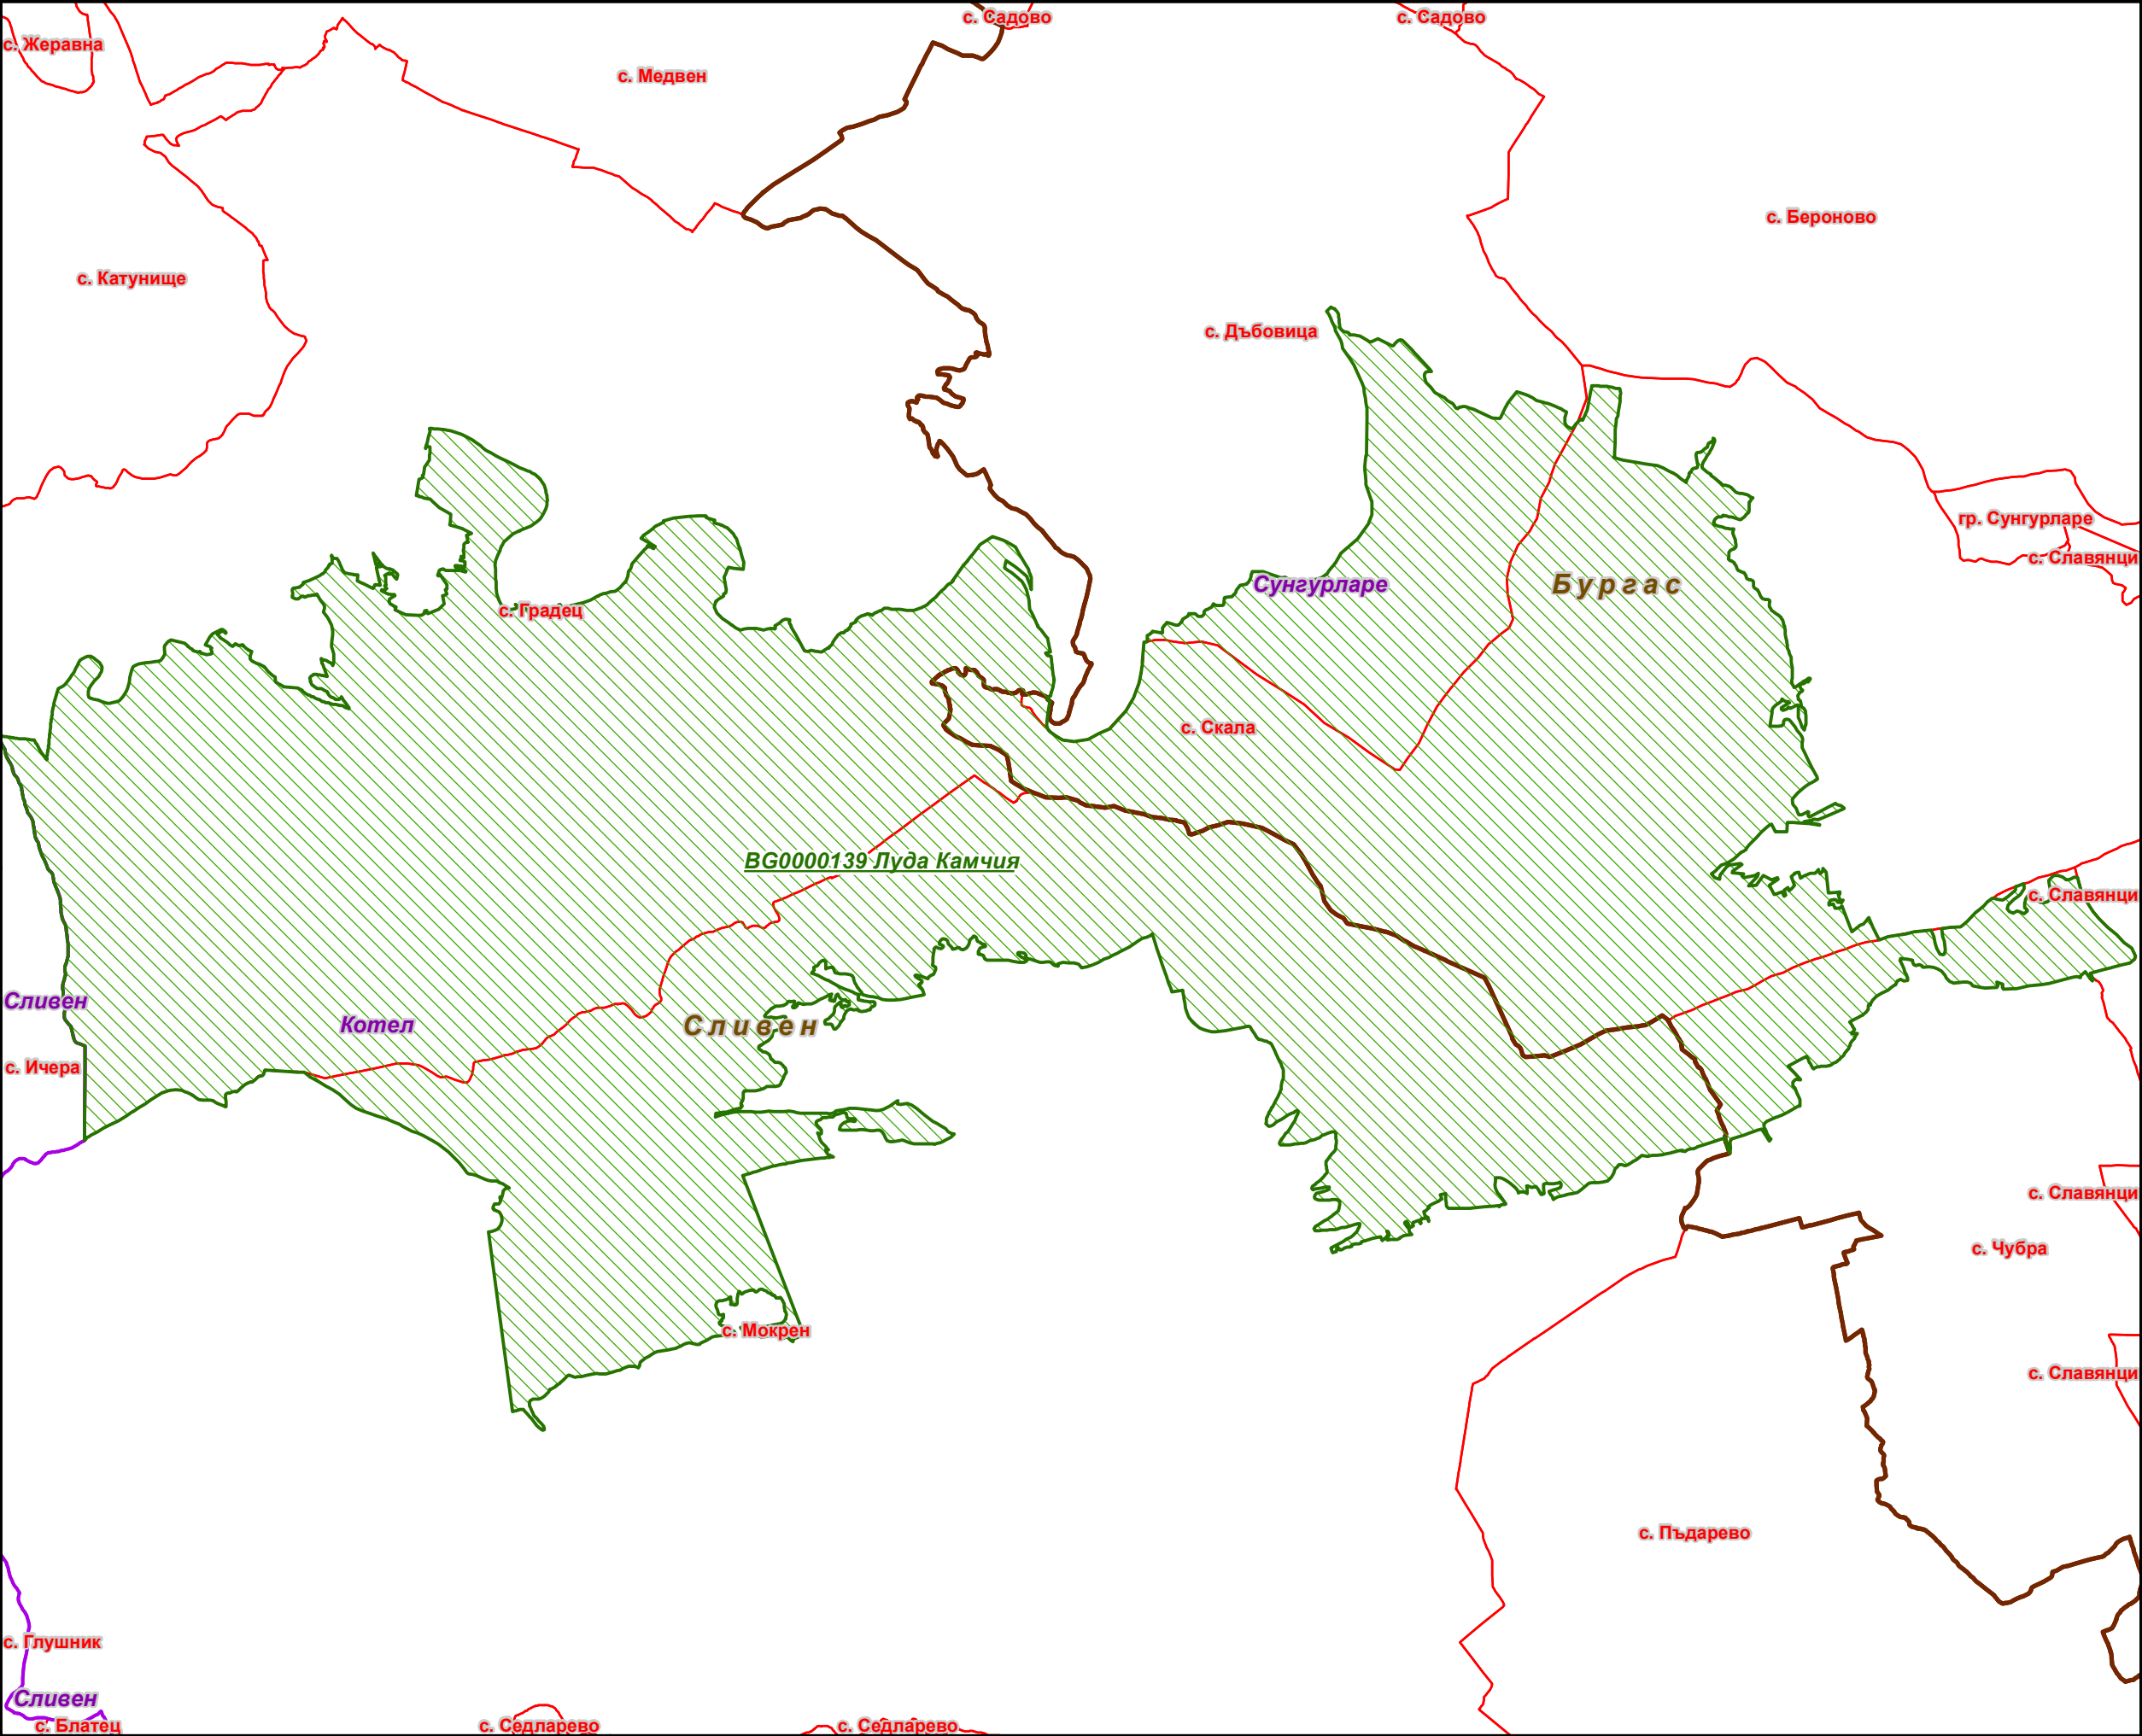 с. Садово
с. Садово
с. Жеравна
с. Медвен
с. Бероново
с. Катунище
с. Дъбовица
гр. Сунгурларе
с. Славянци
Сунгурларе
Бургас
с. Градец
с. Скала
BG0000139 Луда Камчия
с. Славянци
Сливен
Котел
Сливен
с. Ичера
с. Славянци
с. Чубра
с. Мокрен
с. Славянци
с. Пъдарево
с. Глушник
Сливен
с. Блатец
с. Седларево
с. Седларево